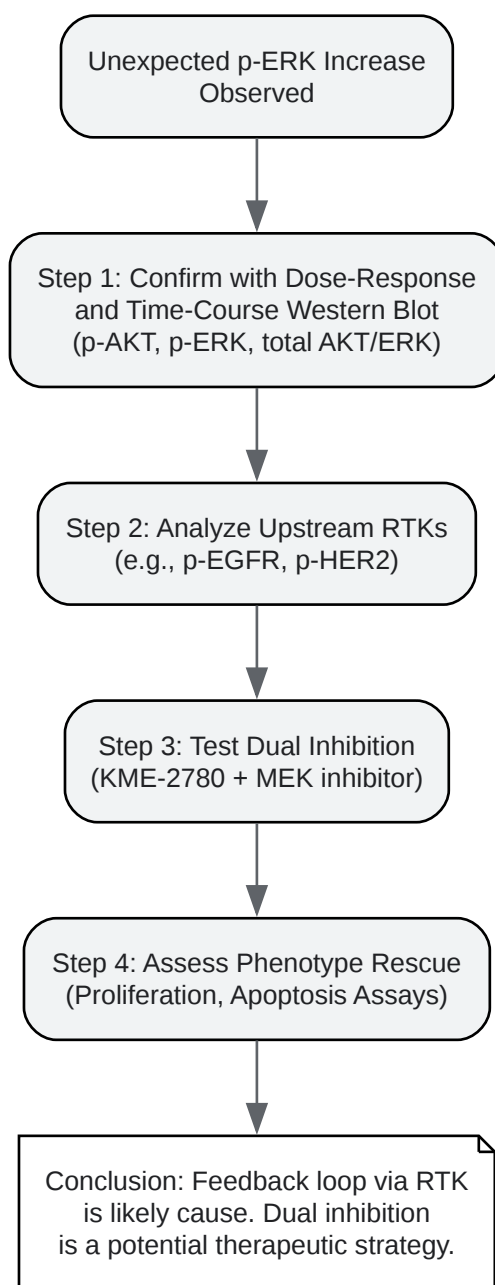 Unexpected p-ERK Increase
Observed
Step 1: Confirm with Dose-Response
and Time-Course Western Blot
(p-AKT, p-ERK, total AKT/ERK)
Step 2: Analyze Upstream RTKs
(e.g., p-EGFR, p-HER2)
Step 3: Test Dual Inhibition
(KME-2780 + MEK inhibitor)
Step 4: Assess Phenotype Rescue
(Proliferation, Apoptosis Assays)
Conclusion: Feedback loop via RTK
is likely cause. Dual inhibition
is a potential therapeutic strategy.